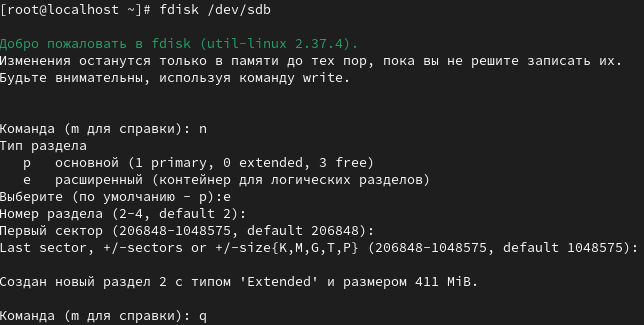 [root@localhost ~]# fdisk /dev/sdb
Добро пожаловать в fdisk (util-linux 2.37.4).
Изменения останутся только в памяти до тех пор, пока вы не решите записать их.
Будьте внимательны, используя команду write.
Команда (m для справки): n
Тип раздела
p основной (1 primary, 0 extended, 3 free)
e расширенный (контейнер для логических разделов)
Выберите (по умолчанию - p):e
Номер раздела (2-4, default 2):
Первый сектор (206848-1048575, default 206848):
Last sector, +/-sectors or +/-size{K,M,G,T,P} (206848-1048575, default 1048575):
Создан новый раздел 2 с типом 'Extended' и размером 411 MiB.
Команда (m для справки): q